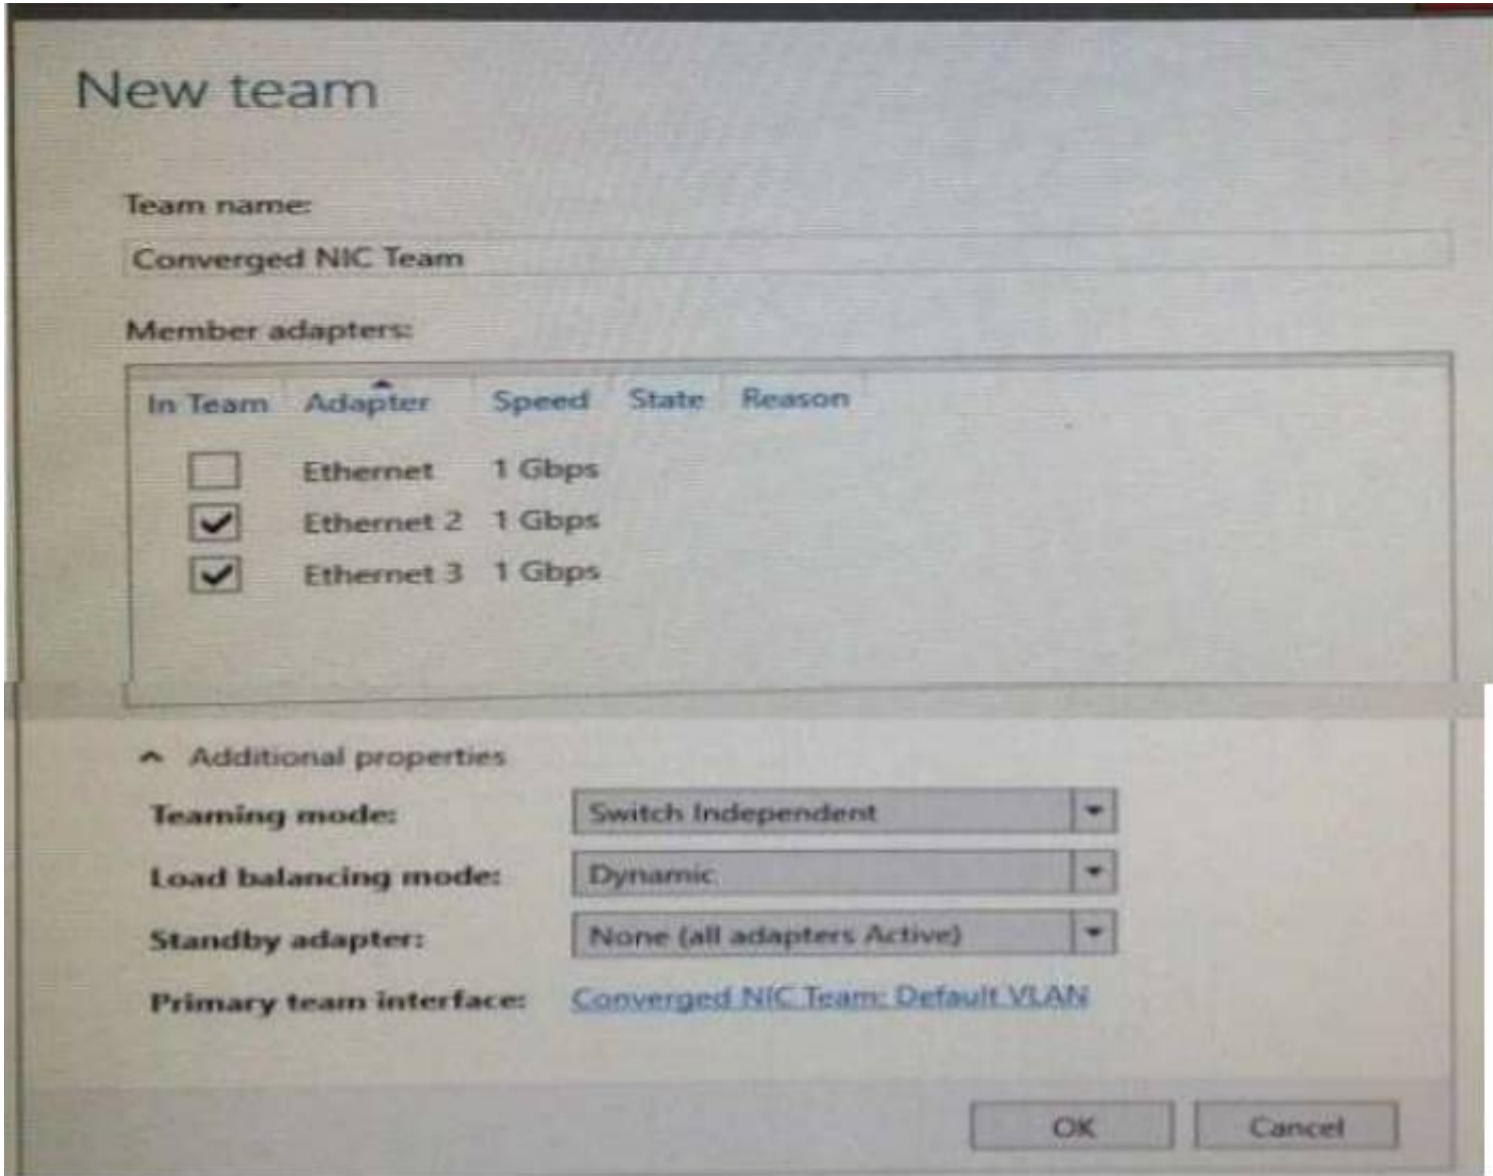 New team
Team name:
Converged NIC Team
Member adapters:
In Team Adapter Speed State Reason
Ethernet 1 Gbps
Ethernet 2 1 Gbps
Ethernet 3 1 Gbps
Additional properties
Teaming mode: Switch Independent
Load balancing mode: Dynamic
Standby adapter: None (all adapters Active)
Primary team interface: Converged NIC Team: Default VLAN
OK Cancel